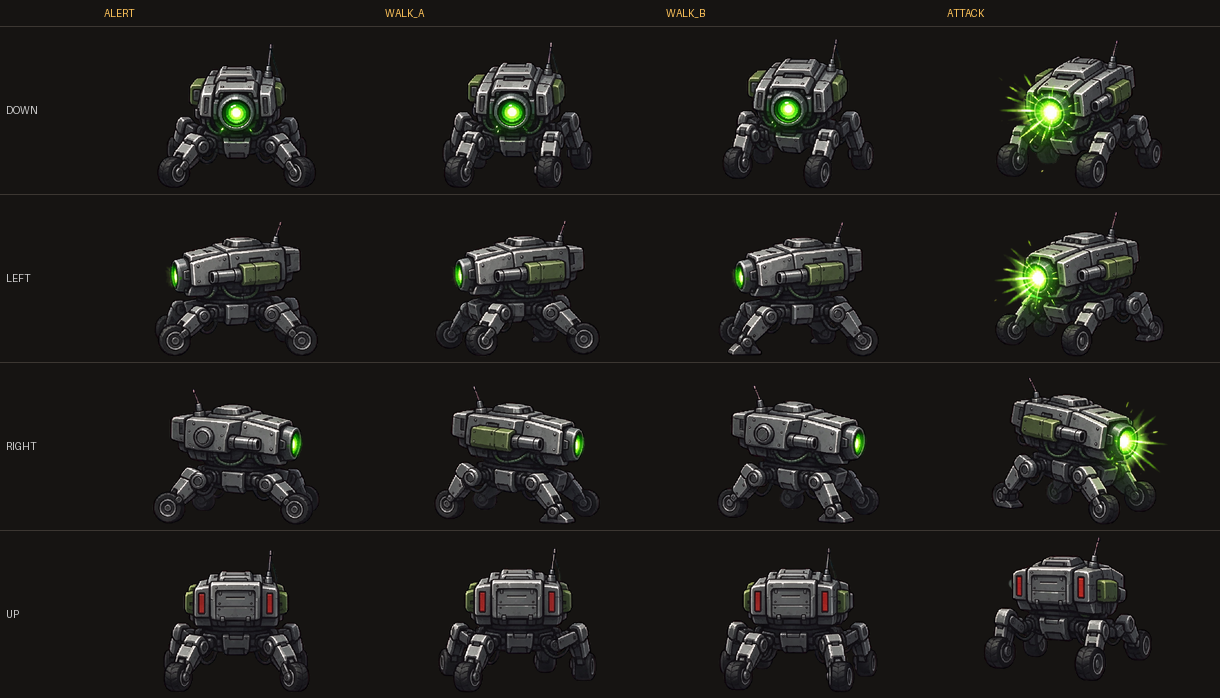 ALERT WALK_A WALK_B ATTACK
DOWN
LEFT
RIGHT
UP